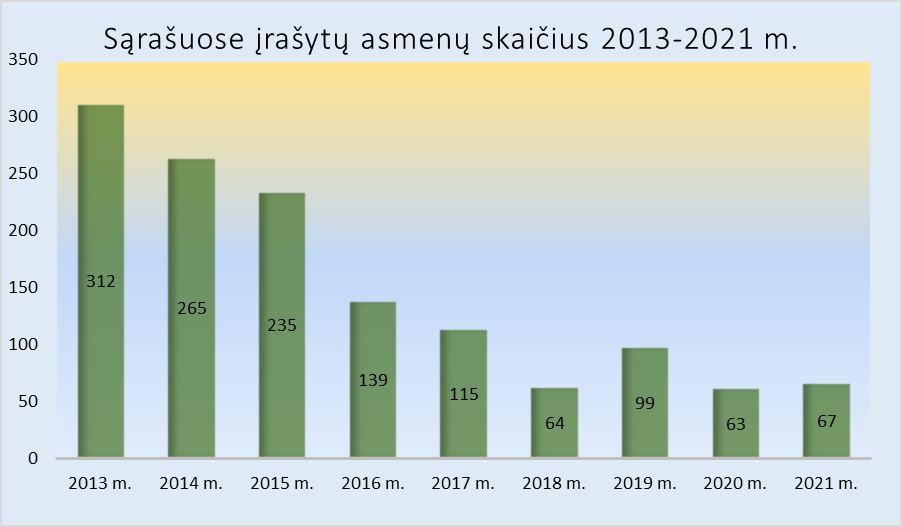 Sąrašuose įrašytų asmenų skaičius 2013-2021 m.
350
300
250
200
150
100
50
0
312
265
235
139
115
64
99
63
67
2013 m.
2014 m.
2015 m.
2016 m.
2017 m.
2018 m.
2019 m.
2020 m.
2021 m.